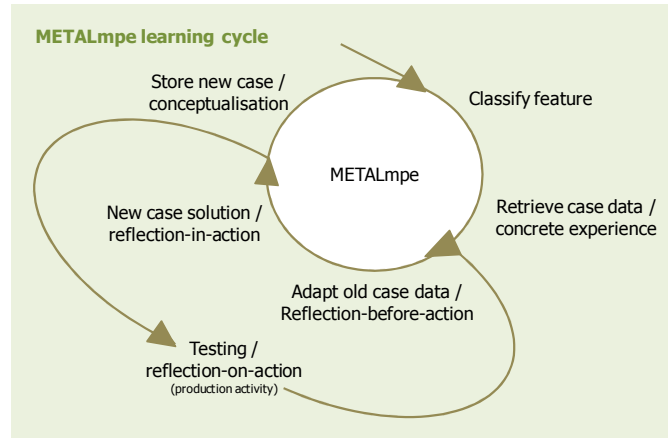 METALmpe learning cycle
Store new case /
conceptualisation
Classify feature
METALmpe
Retrieve case data /
concrete experience
New case solution /
reflection-in-action
Adapt old case data /
Reflection-before-action
Testing /
reflection-on-action
(production activity)